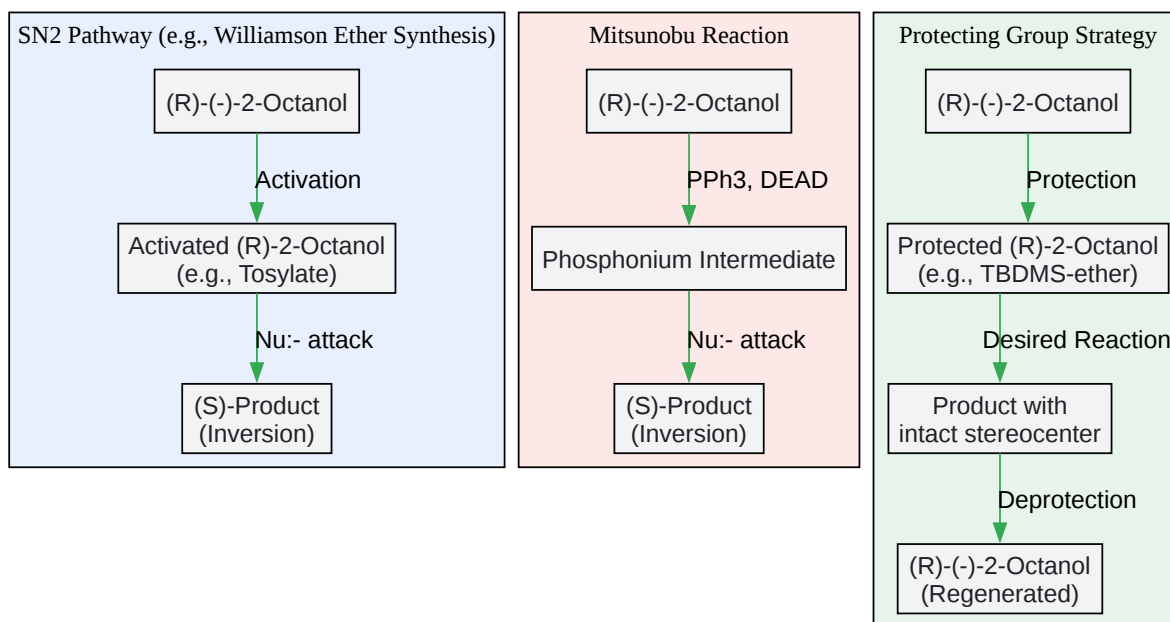 SN2 Pathway (e.g., Williamson Ether Synthesis)
(R)-(-)-2-Octanol
Activation
Activated (R)-2-Octanol
(e.g., Tosylate)
Nu:- attack
(S)-Product
(Inversion)
Mitsunobu Reaction
(R)-(-)-2-Octanol
PPh3, DEAD
Phosphonium Intermediate
Nu:- attack
(S)-Product
(Inversion)
Protecting Group Strategy
(R)-(-)-2-Octanol
Protection
Protected (R)-2-Octanol
(e.g., TBDMS-ether)
Desired Reaction
Product with
intact stereocenter
Deprotection
(R)-(-)-2-Octanol
(Regenerated)